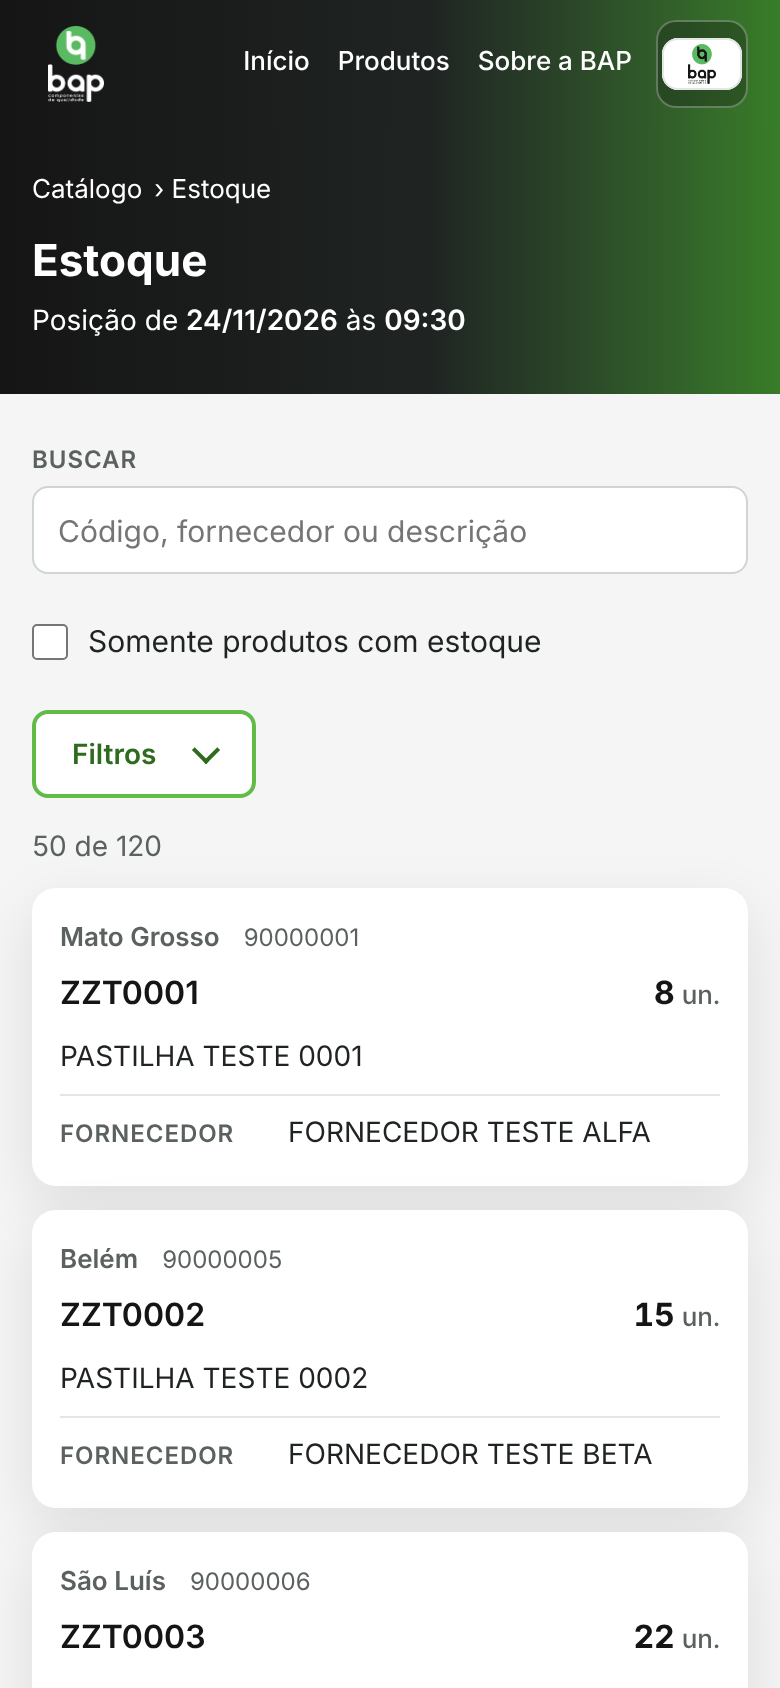 bap
componentes
de qualidade
Início Produtos Sobre a BAP
bap
Catálogo › Estoque
Estoque
Posição de 24/11/2026 às 09:30
BUSCAR
Código, fornecedor ou descrição
Somente produtos com estoque
Filtros
50 de 120
Mato Grosso 90000001
ZZT0001 8 un.
PASTILHA TESTE 0001
FORNECEDOR FORNECEDOR TESTE ALFA
Belém 90000005
ZZT0002 15 un.
PASTILHA TESTE 0002
FORNECEDOR FORNECEDOR TESTE BETA
São Luís 90000006
ZZT0003 22 un.